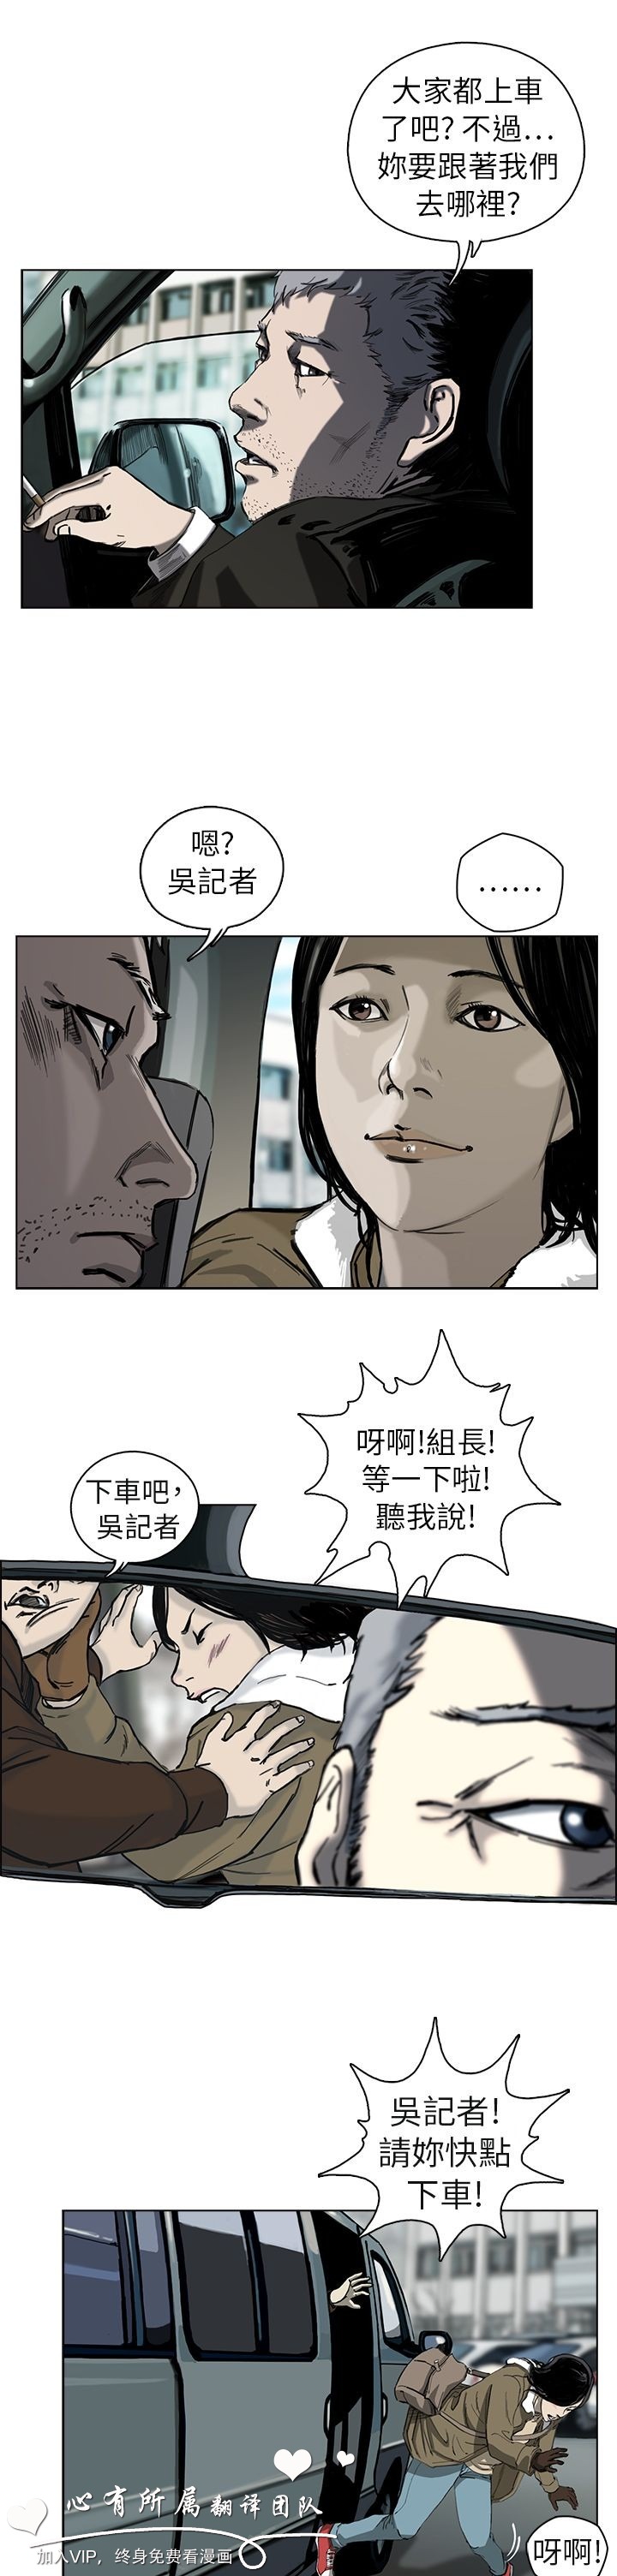 大家都上車
了吧? 不過...
妳要跟著我們
去哪裡?
嗯?
吳記者
......
呀啊!組長!
等一下啦!
聽我說!
下車吧,
吳記者
吳記者!
請妳快點
下車!
心有所属翻译团队
加入VIP，终身免费看漫画
呀啊!